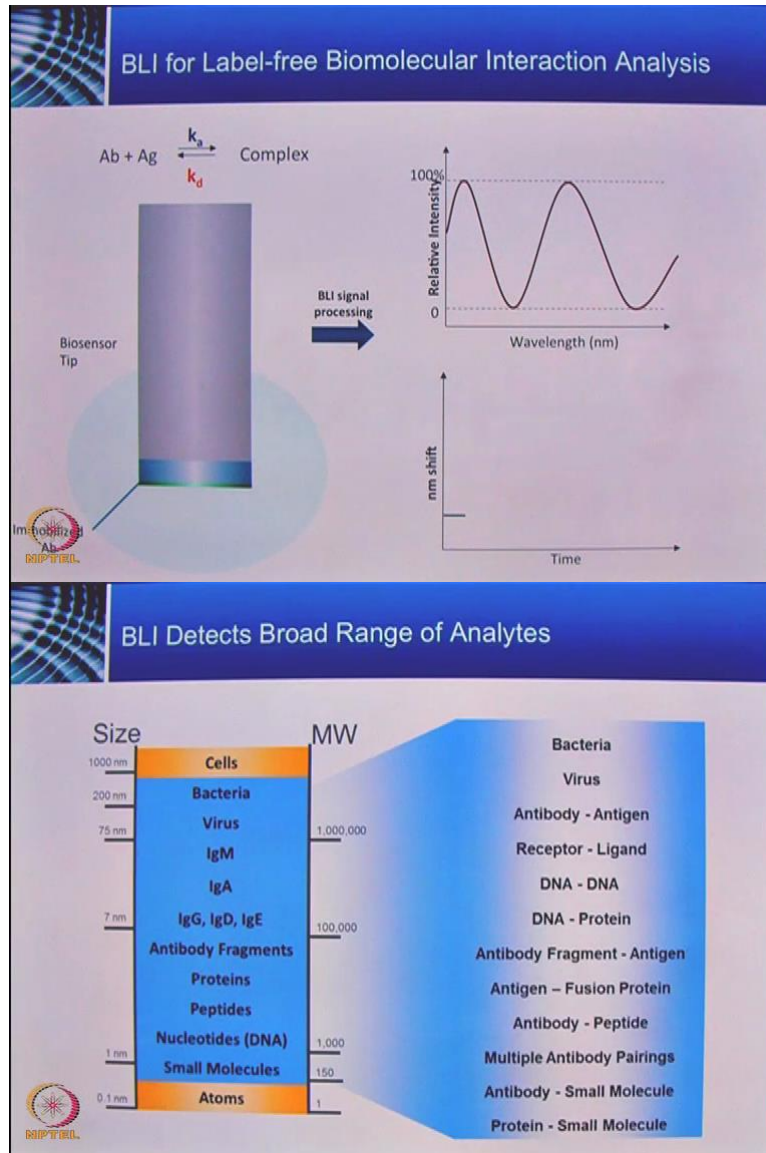 BLI for Label-free Biomolecular Interaction Analysis
Ab + Ag
kₐ
k_d
Complex
Biosensor
Tip
Immobilized
Ab
NPTEL
BLI signal
processing
100%
0
Relative Intensity
Wavelength (nm)
nm shift
Time
BLI Detects Broad Range of Analytes
Size
MW
1000 nm
200 nm
75 nm
7 nm
1 nm
0.1 nm
Cells
Bacteria
Virus
IgM
IgA
IgG, IgD, IgE
Antibody Fragments
Proteins
Peptides
Nucleotides (DNA)
Small Molecules
Atoms
1,000,000
100,000
1,000
150
1
Bacteria
Virus
Antibody - Antigen
Receptor - Ligand
DNA - DNA
DNA - Protein
Antibody Fragment - Antigen
Antigen – Fusion Protein
Antibody - Peptide
Multiple Antibody Pairings
Antibody - Small Molecule
Protein - Small Molecule
NPTEL